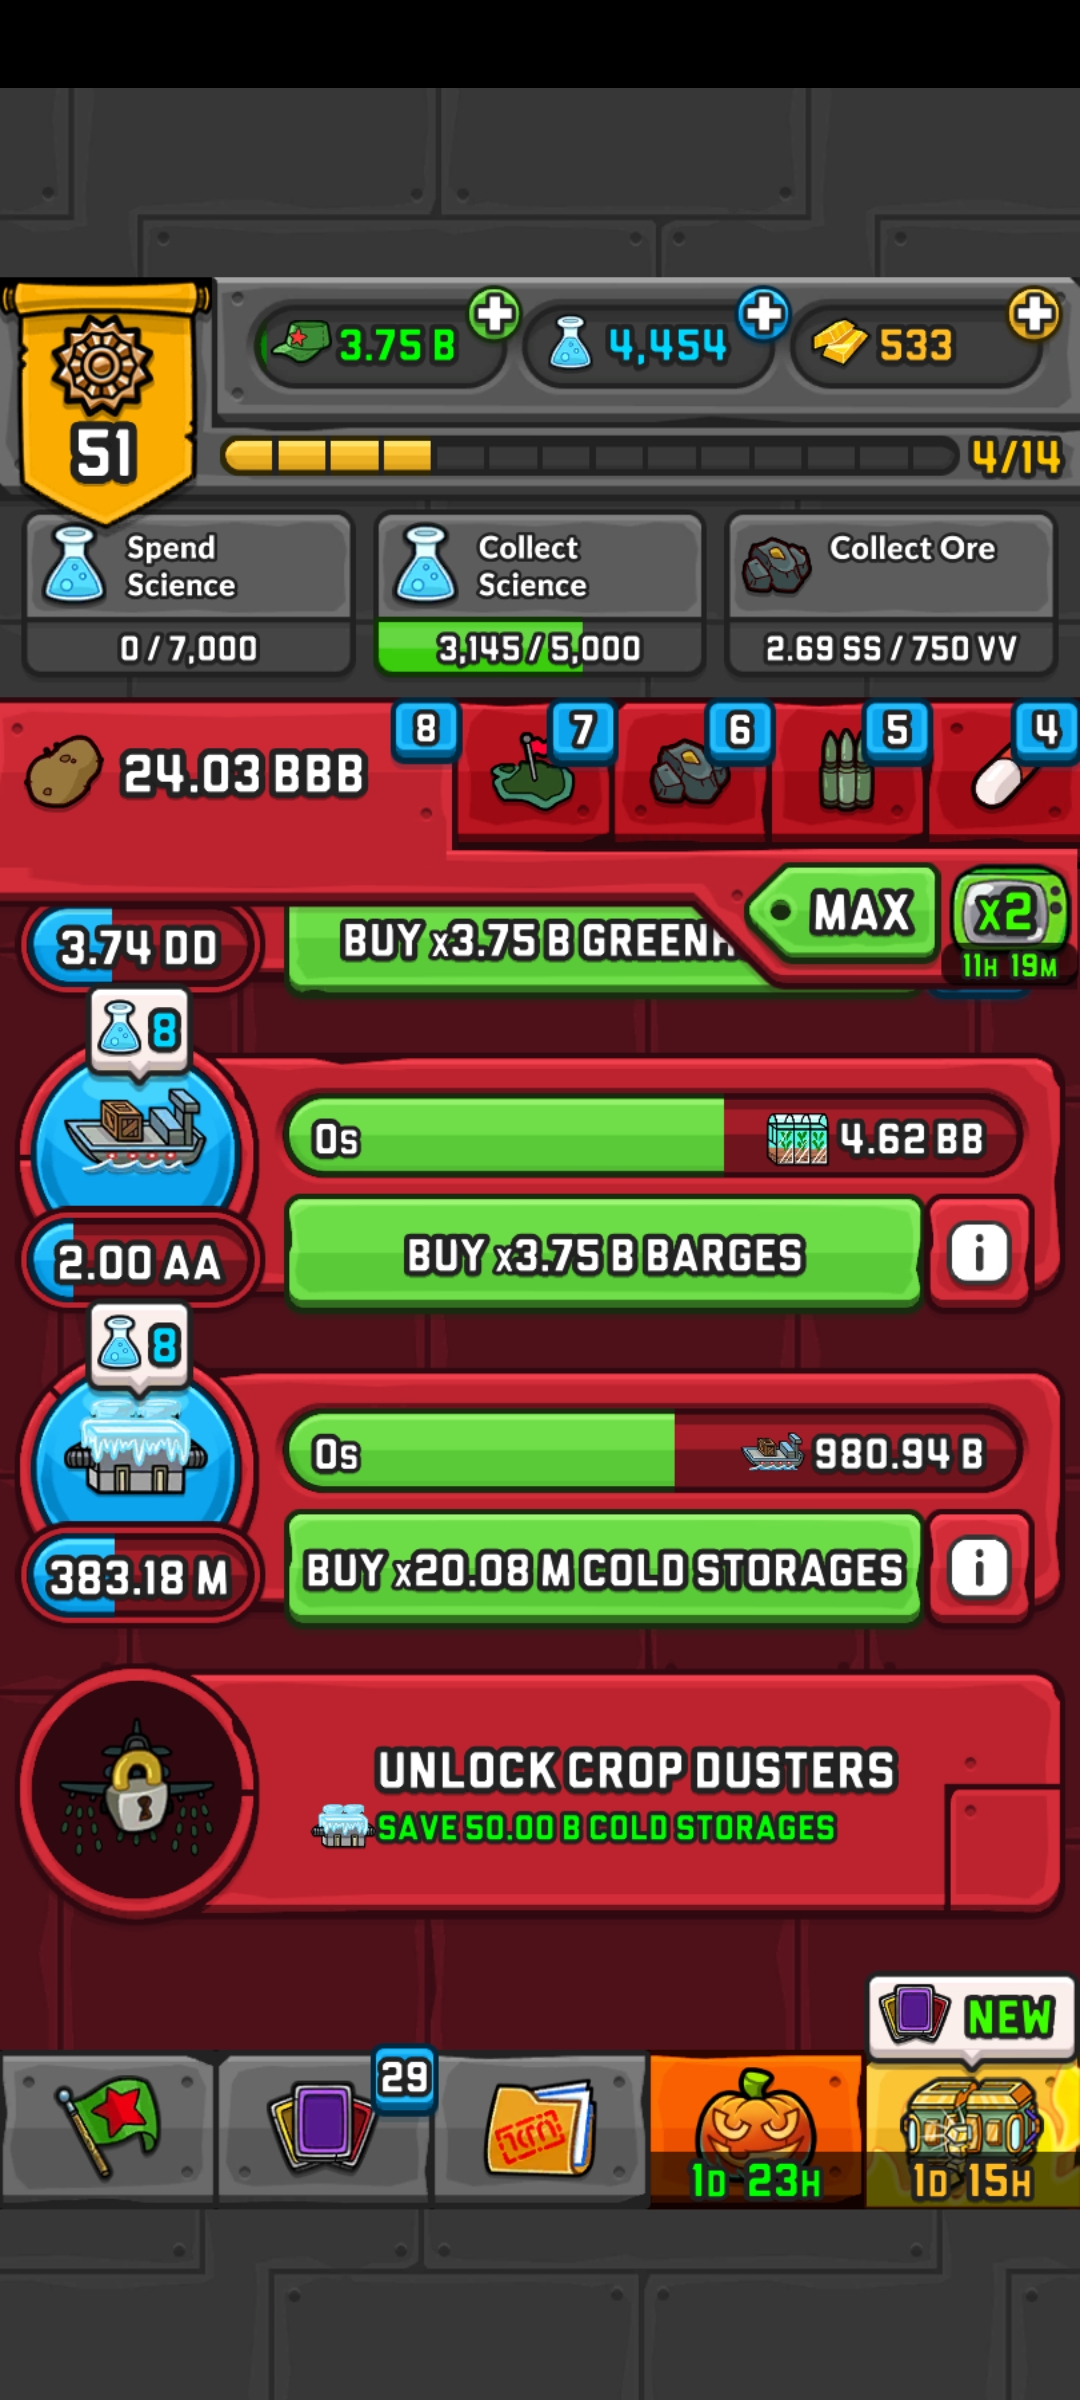 3.75 B
4,454
533
51
4/14
Spend
Science
0 / 7,000
Collect
Science
3,145 / 5,000
Collect Ore
2.69 SS / 750 VV
24.03 BBB
8
7
6
5
4
MAX
x2
11H 19M
3.74 DD
BUY x3.75 B GREENH
8
0s
4.62 BB
2.00 AA
BUY x3.75 B BARGES
i
8
0s
980.94 B
383.18 M
BUY x20.08 M COLD STORAGES
i
UNLOCK CROP DUSTERS
SAVE 50.00 B COLD STORAGES
NEW
29
1D 23H
1D 15H